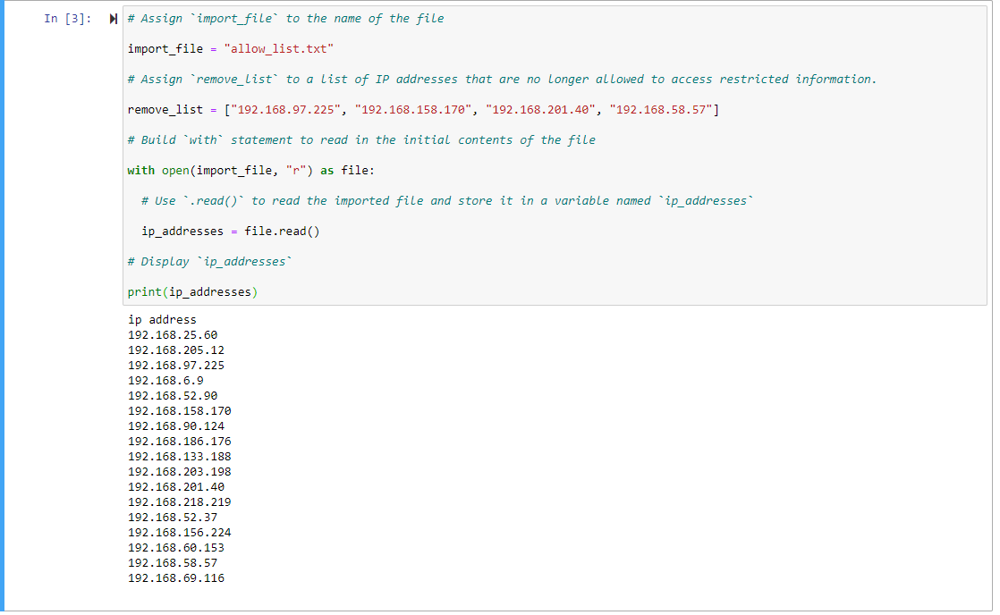 In [3]:
# Assign `import_file` to the name of the file
import_file = "allow_list.txt"
# Assign `remove_list` to a list of IP addresses that are no longer allowed to access restricted information.
remove_list = ["192.168.97.225", "192.168.158.170", "192.168.201.40", "192.168.58.57"]
# Build `with` statement to read in the initial contents of the file
with open(import_file, "r") as file:
  # Use `.read()` to read the imported file and store it in a variable named `ip_addresses`
  ip_addresses = file.read()
# Display `ip_addresses`
print(ip_addresses)
ip address
192.168.25.60
192.168.205.12
192.168.97.225
192.168.6.9
192.168.52.90
192.168.158.170
192.168.90.124
192.168.186.176
192.168.133.188
192.168.203.198
192.168.201.40
192.168.218.219
192.168.52.37
192.168.156.224
192.168.60.153
192.168.58.57
192.168.69.116